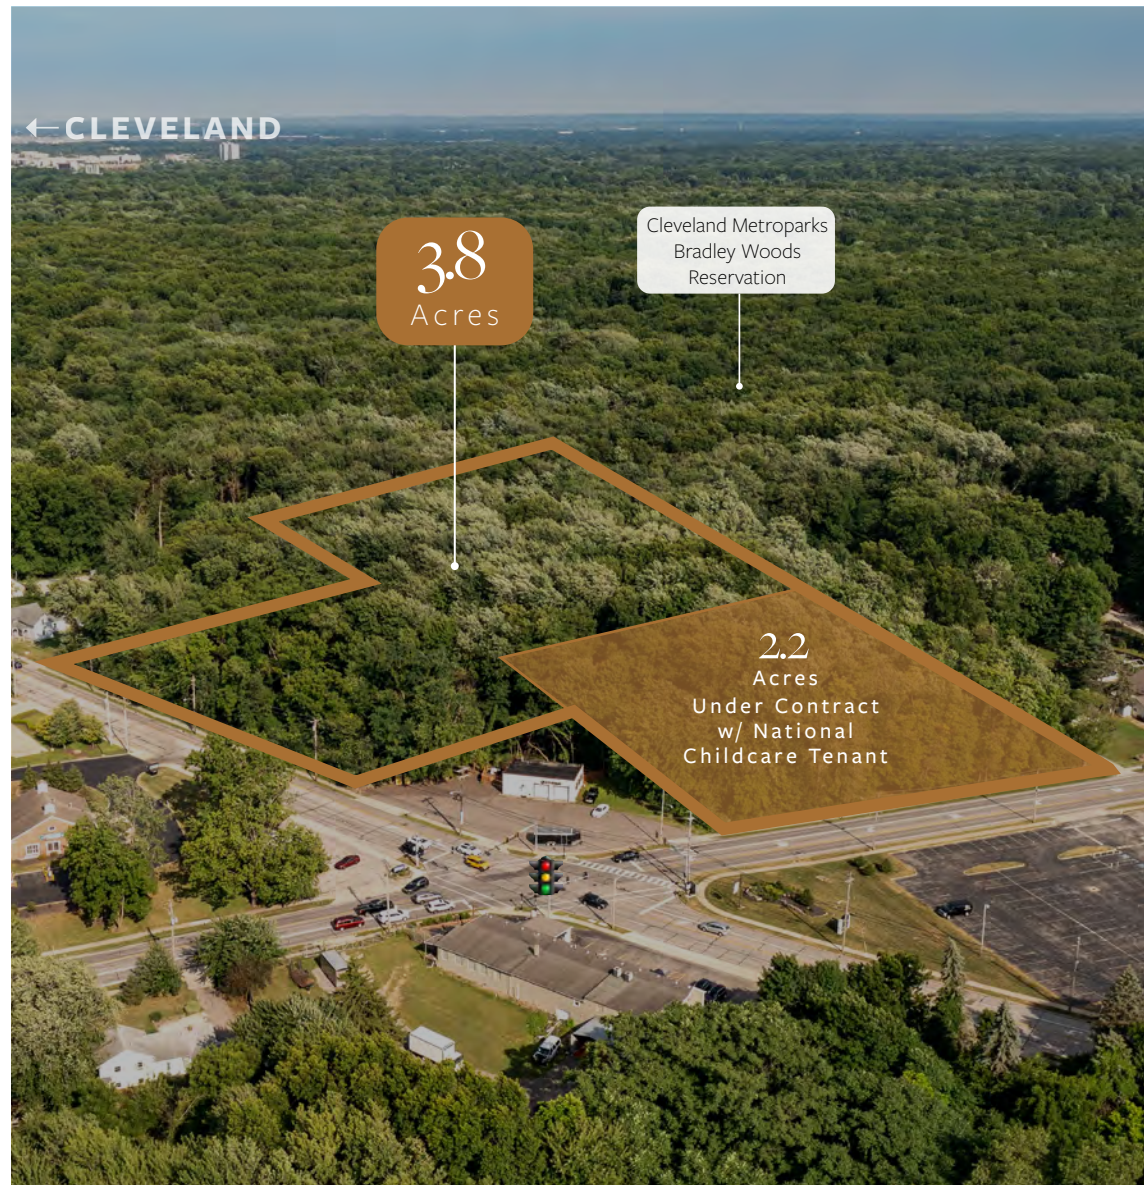 ←CLEVELAND
3.8
Acres
Cleveland Metroparks
Bradley Woods
Reservation
2.2
Acres
Under Contract
w/ National
Childcare Tenant